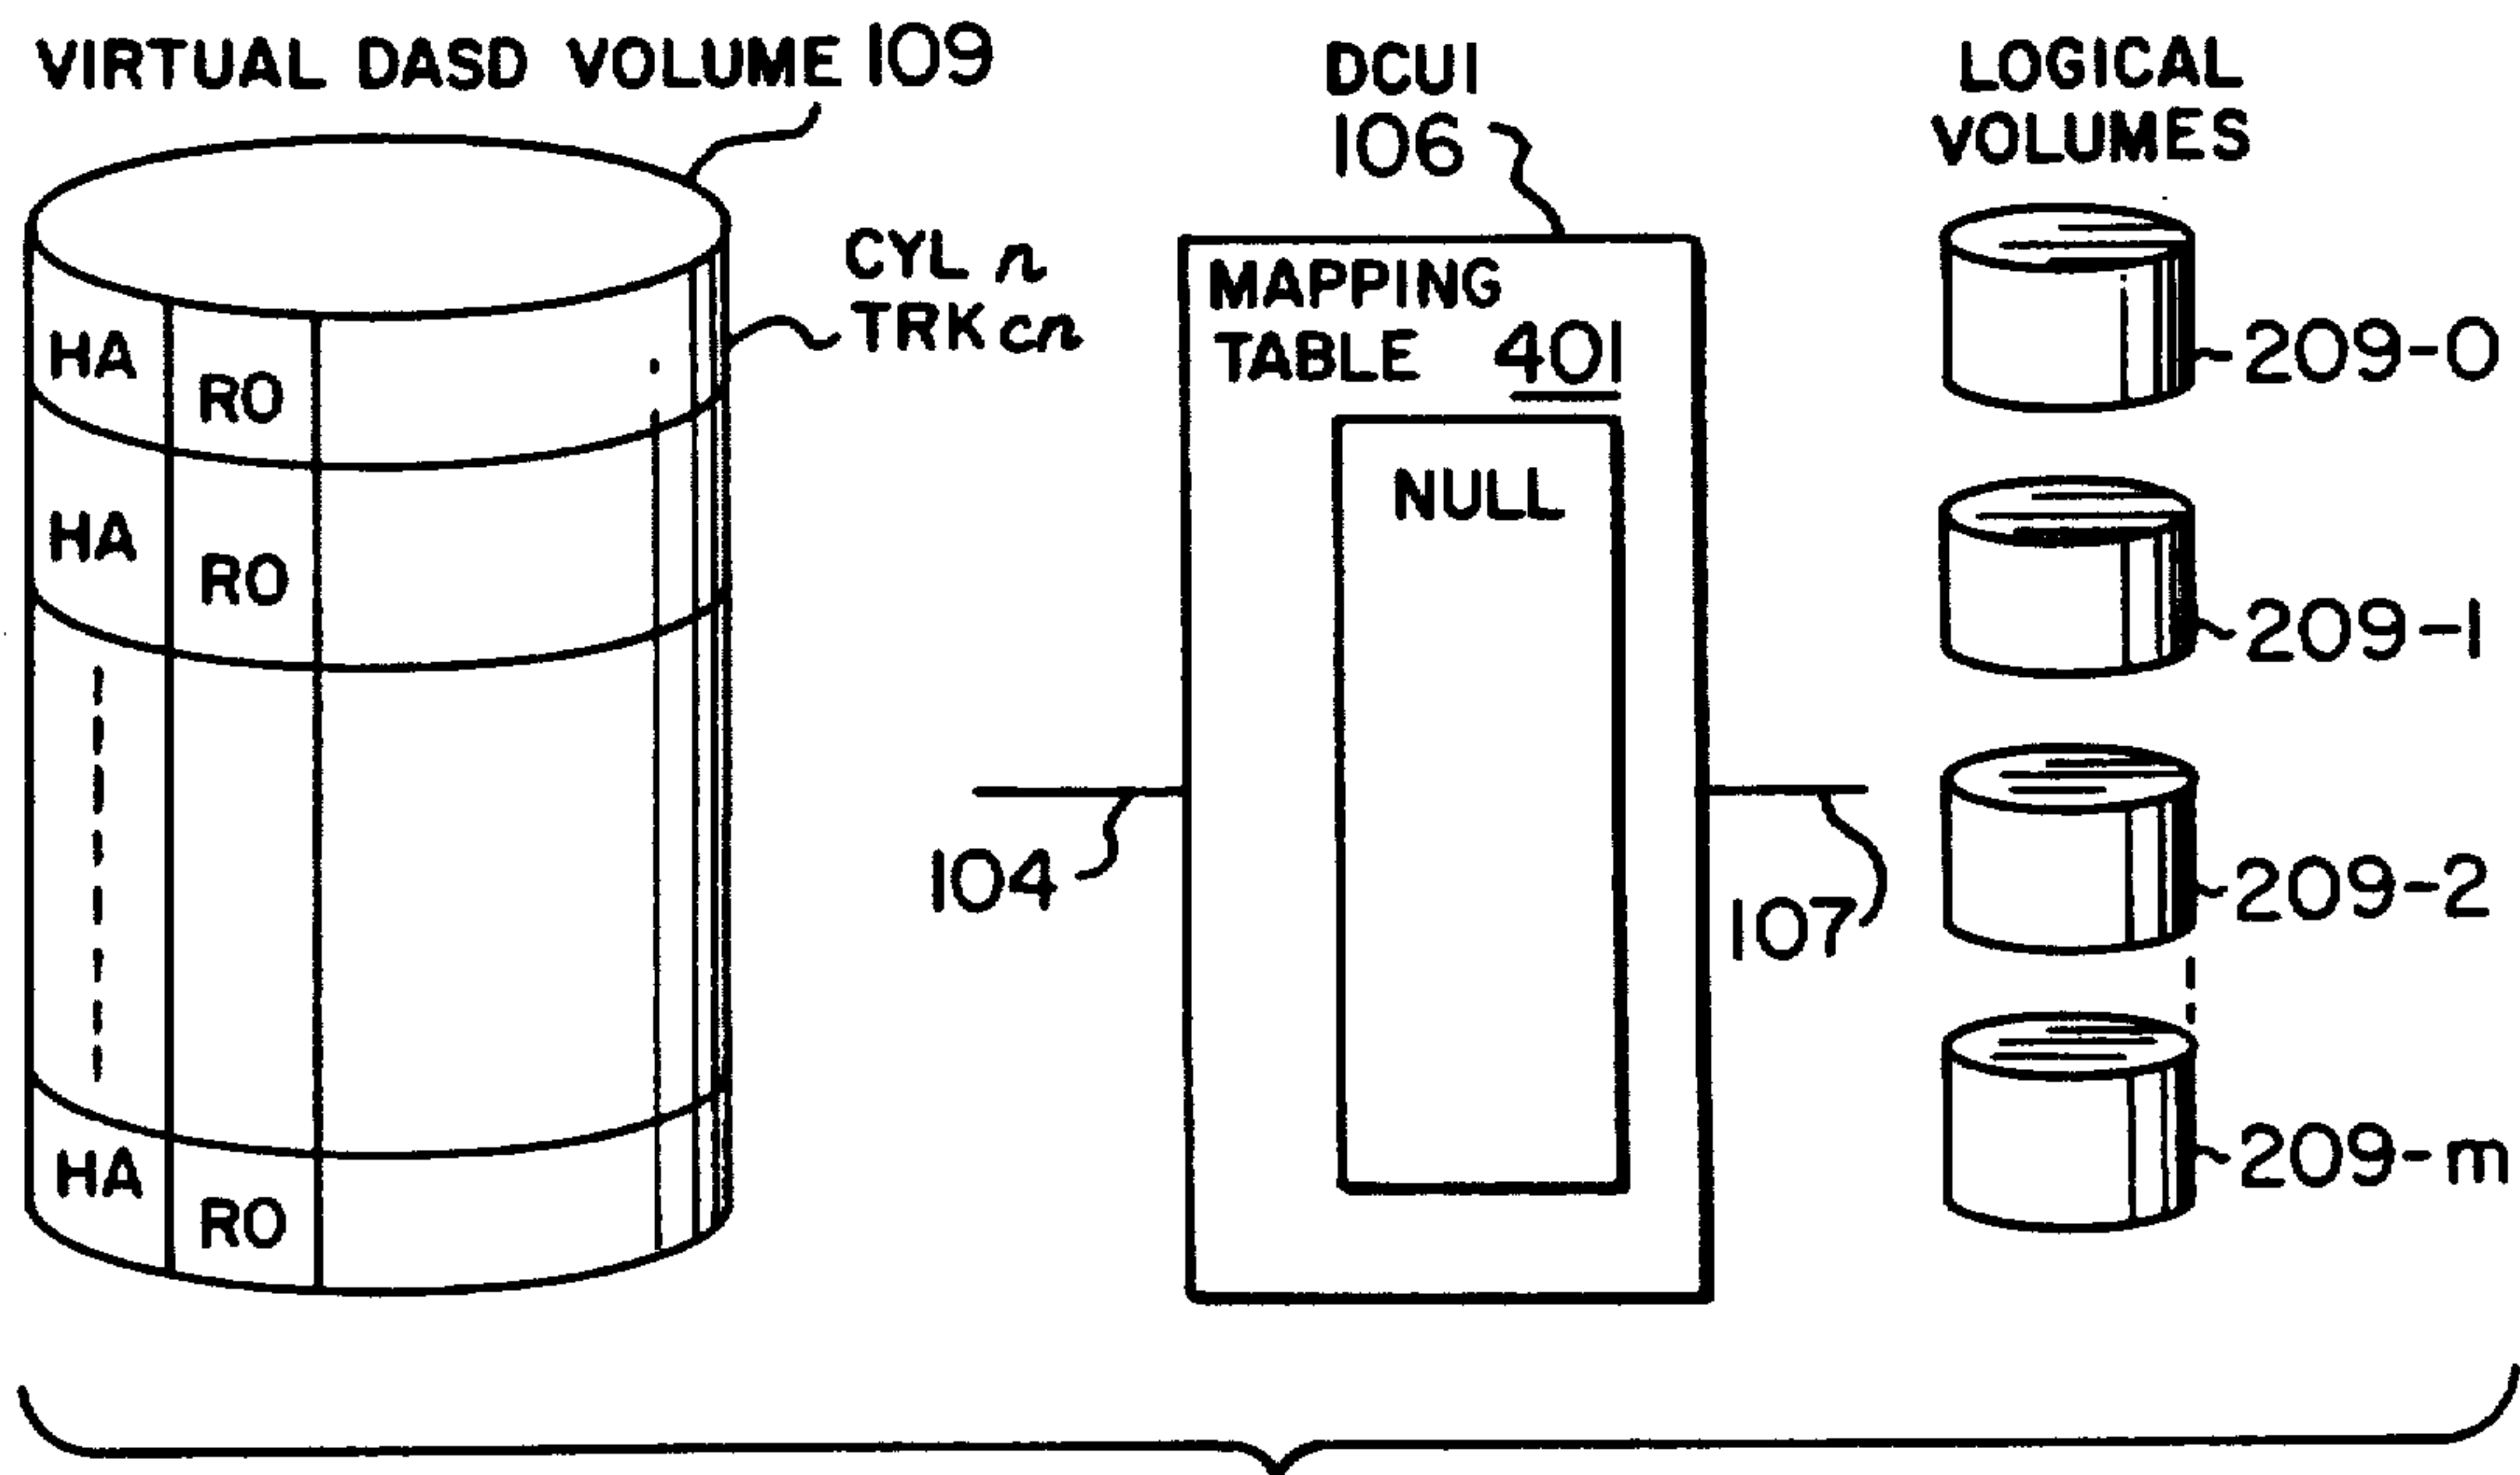 VIRTUAL DASD VOLUME 109
CYL n
TRK cn
HA
RO
HA
RO
HA
RO
DCUI
106
MAPPING
TABLE 401
NULL
104
107
LOGICAL
VOLUMES
209-0
209-1
209-2
209-m